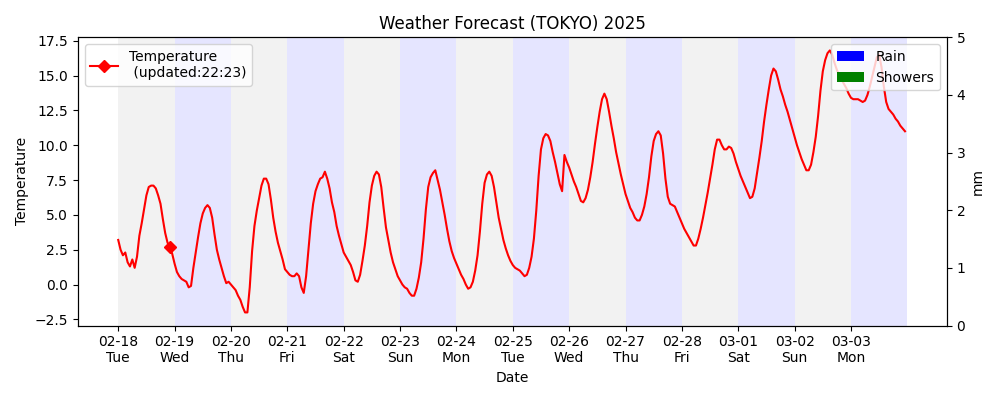 Weather Forecast (TOKYO) 2025
Temperature
(updated:22:23)
Rain
Showers
17.5
15.0
12.5
10.0
7.5
5.0
2.5
0.0
−2.5
Temperature
5
4
3
2
1
0
mm
02-18 02-19 02-20 02-21 02-22 02-23 02-24 02-25 02-26 02-27 02-28 03-01 03-02 03-03
Tue Wed Thu Fri Sat Sun Mon Tue Wed Thu Fri Sat Sun Mon
Date